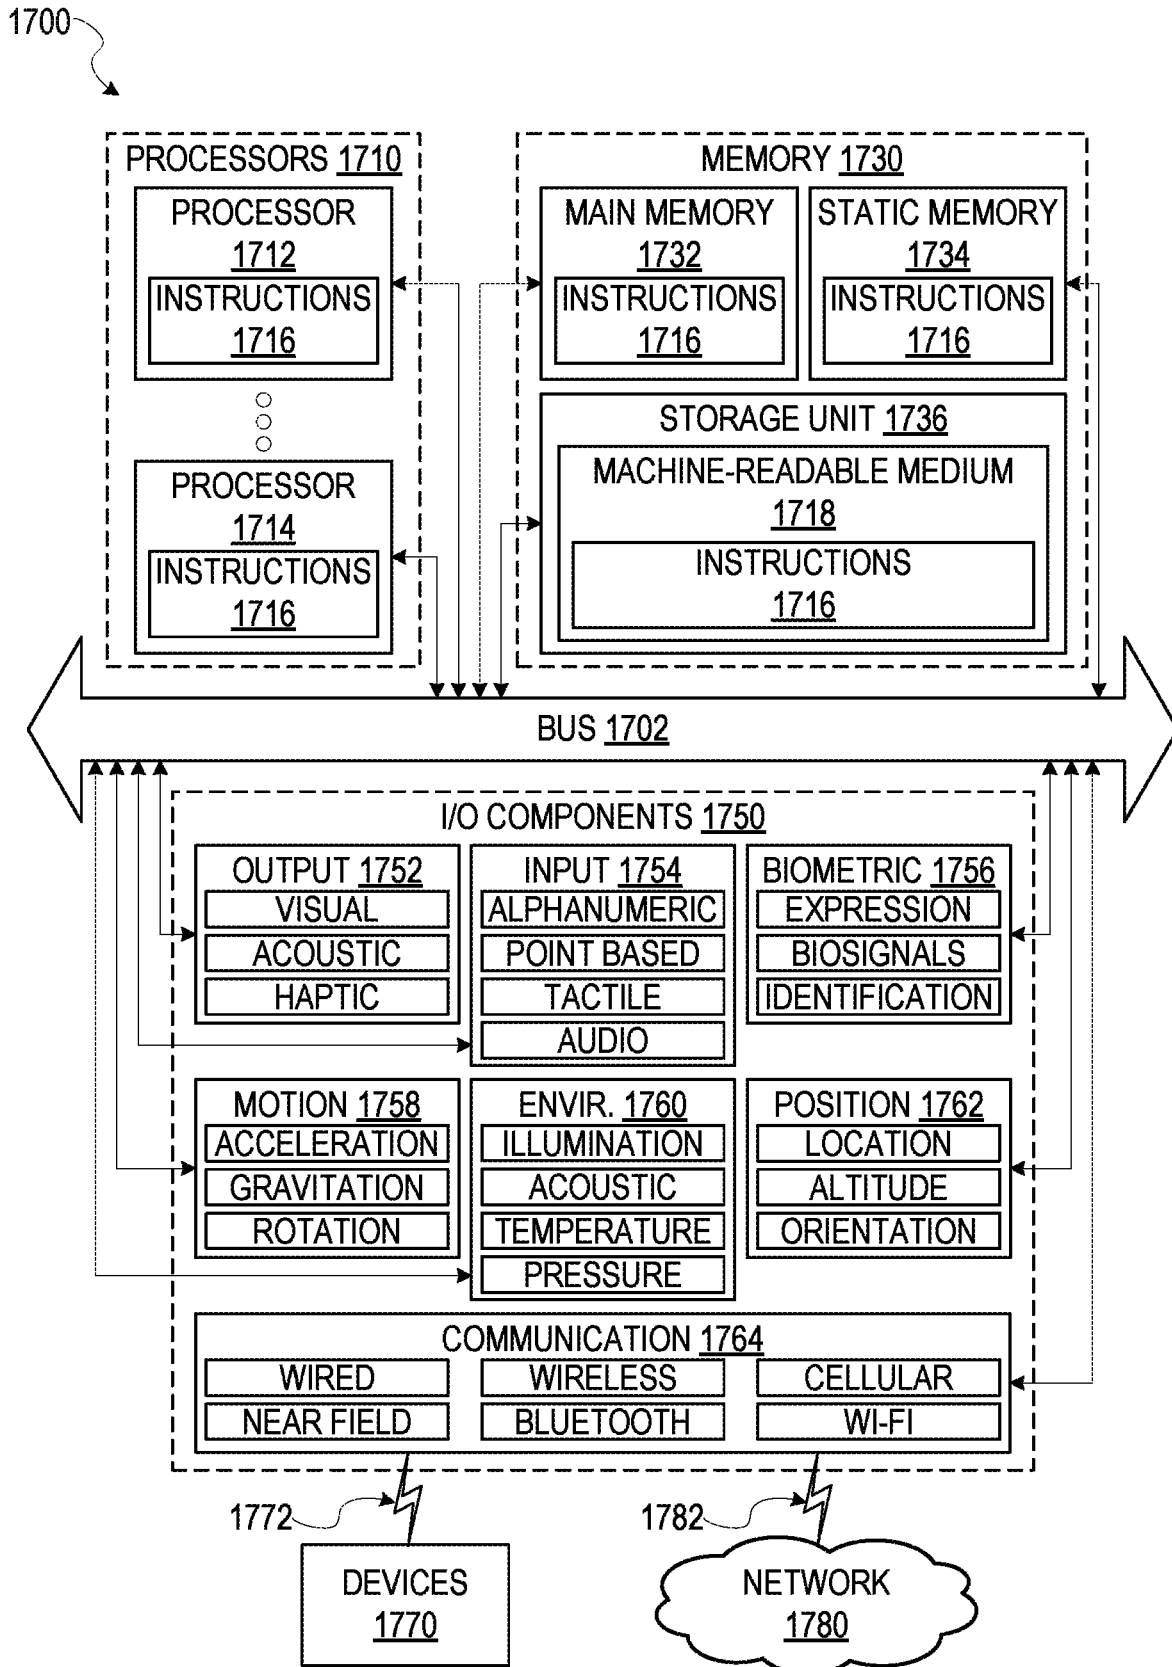 1700
PROCESSORS 1710
PROCESSOR
1712
INSTRUCTIONS
1716
PROCESSOR
1714
INSTRUCTIONS
1716
MEMORY 1730
MAIN MEMORY
1732
INSTRUCTIONS
1716
STATIC MEMORY
1734
INSTRUCTIONS
1716
STORAGE UNIT 1736
MACHINE-READABLE MEDIUM
1718
INSTRUCTIONS
1716
BUS 1702
I/O COMPONENTS 1750
OUTPUT 1752
VISUAL
ACOUSTIC
HAPTIC
INPUT 1754
ALPHANUMERIC
POINT BASED
TACTILE
AUDIO
BIOMETRIC 1756
EXPRESSION
BIOSIGNALS
IDENTIFICATION
MOTION 1758
ACCELERATION
GRAVITATION
ROTATION
ENVIR. 1760
ILLUMINATION
ACOUSTIC
TEMPERATURE
PRESSURE
POSITION 1762
LOCATION
ALTITUDE
ORIENTATION
COMMUNICATION 1764
WIRED
WIRELESS
CELLULAR
NEAR FIELD
BLUETOOTH
WI-FI
1772
1782
DEVICES
1770
NETWORK
1780